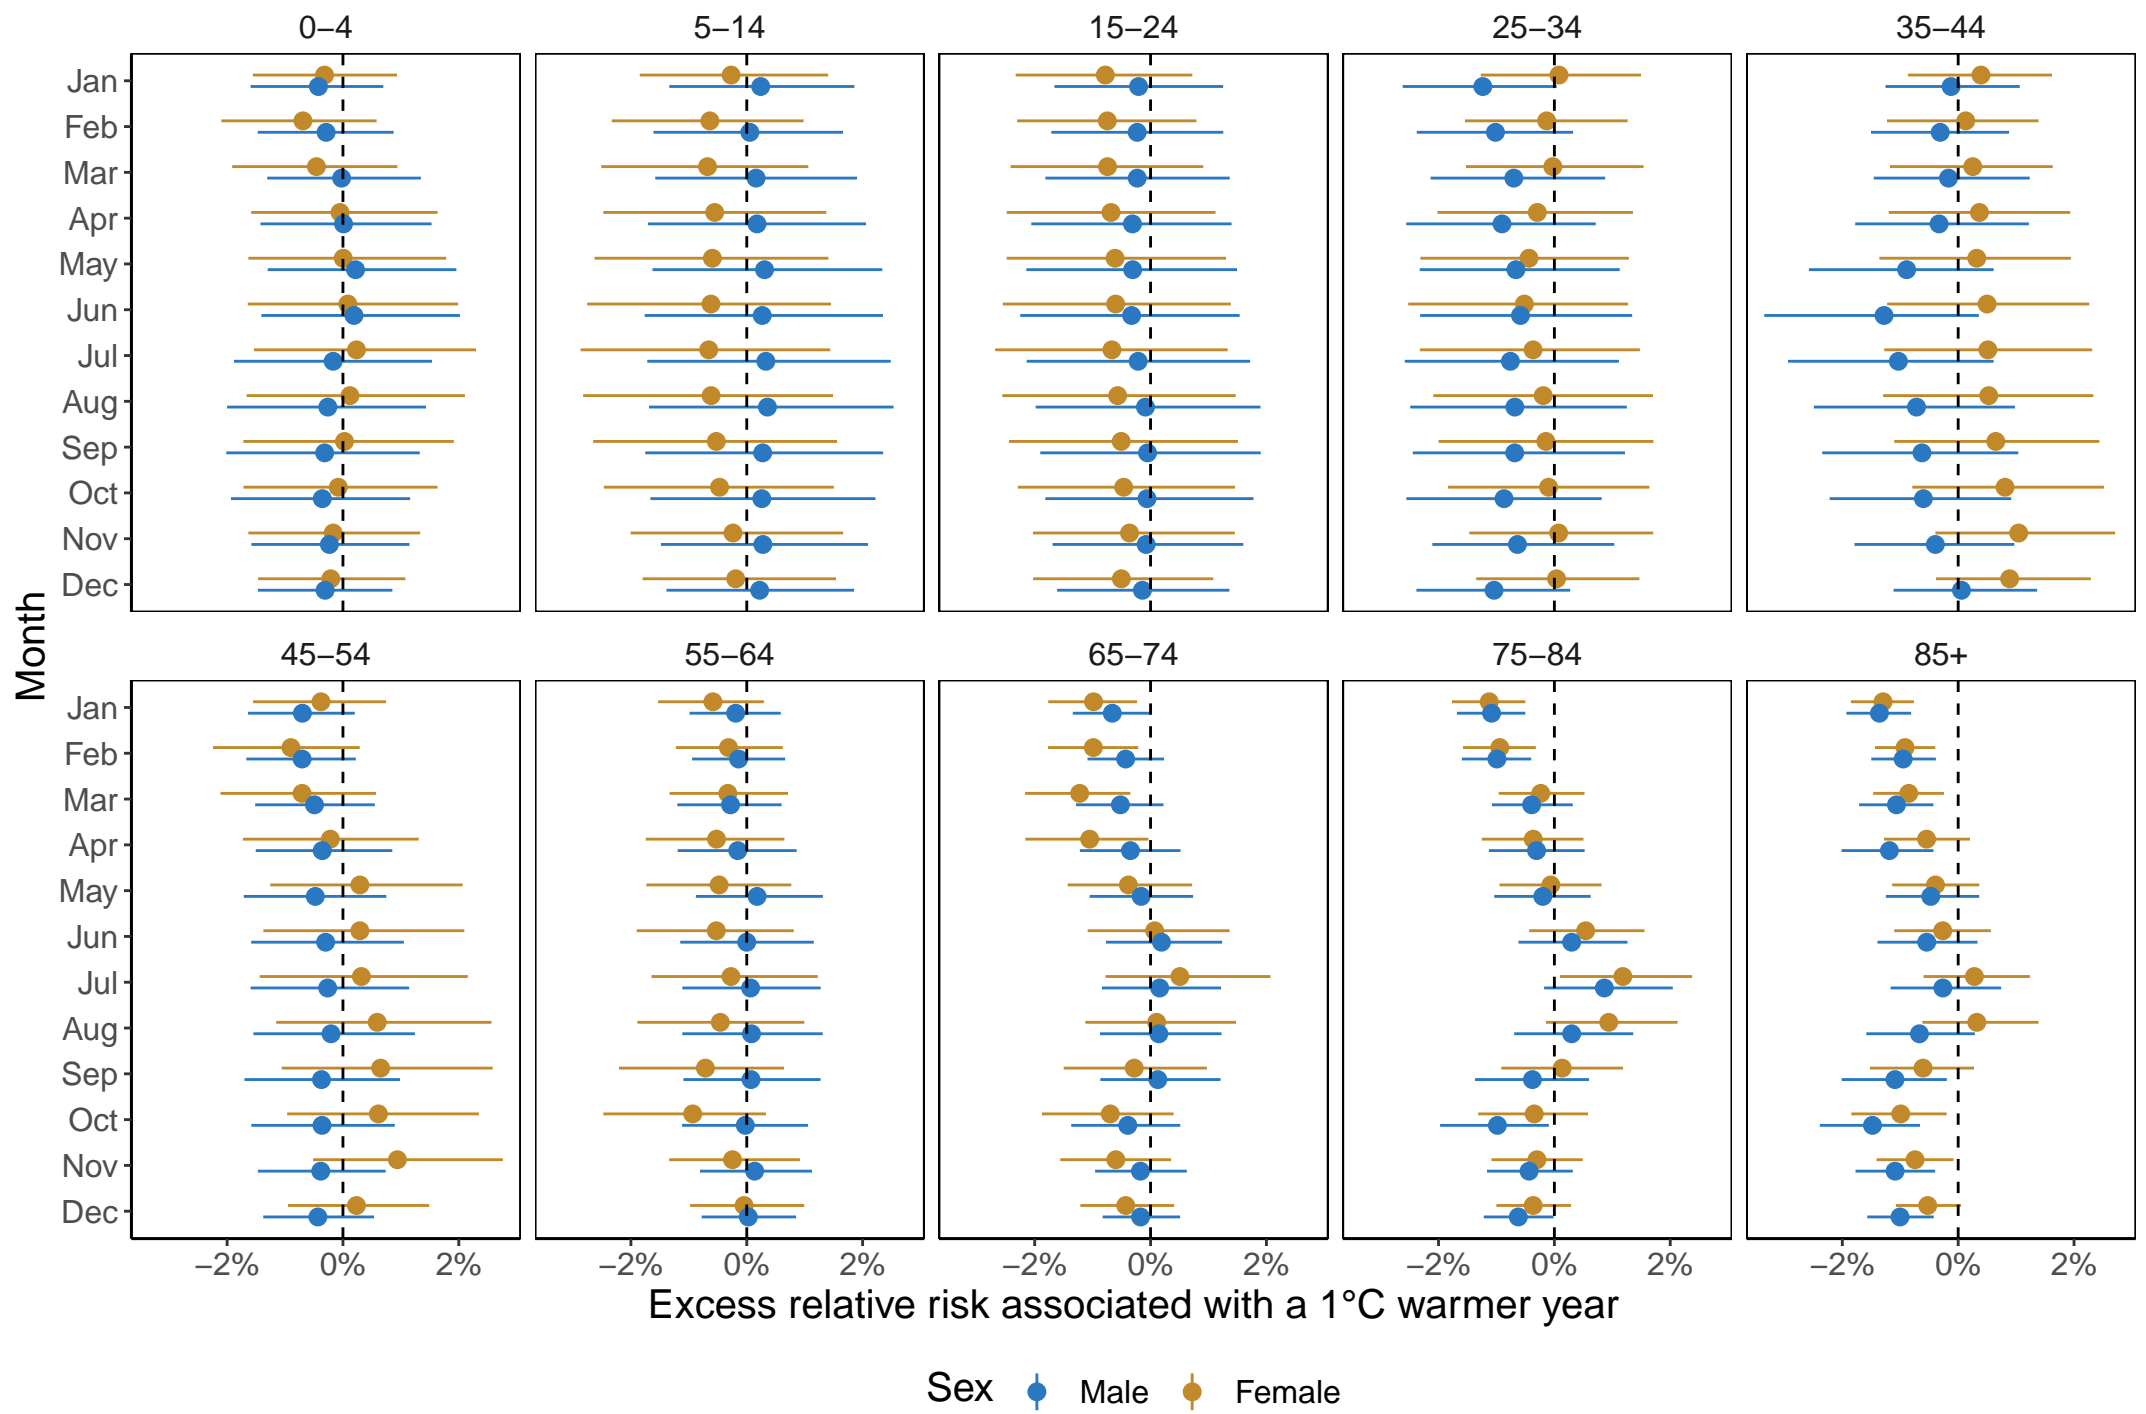 0–4 5–14 15–24 25–34 35–44
Jan
Feb
Mar
Apr
May
Jun
Jul
Aug
Sep
Oct
Nov
Dec
Month
45–54 55–64 65–74 75–84 85+
Jan
Feb
Mar
Apr
May
Jun
Jul
Aug
Sep
Oct
Nov
Dec
−2% 0% 2% −2% 0% 2% −2% 0% 2% −2% 0% 2% −2% 0% 2%
Excess relative risk associated with a 1°C warmer year
Sex Male Female